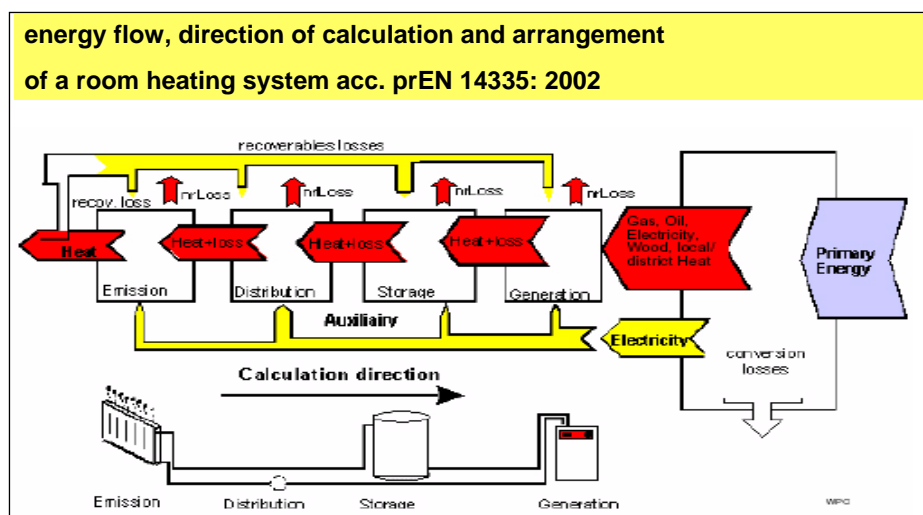 energy flow, direction of calculation and arrangement
of a room heating system acc. prEN 14335: 2002
recoverables losses
recov. loss
nrLoss
nrLoss
nrLoss
nrLoss
Heat
Heat+loss
Heat+loss
Heat+loss
Gas, Oil,
Electricity,
Wood, local/
district Heat
Primary
Energy
Emission
Distribution
Storage
Generation
Auxiliairy
Electricity
conversion
losses
Calculation direction
Emission
Distribution
Storage
Generation
WPO